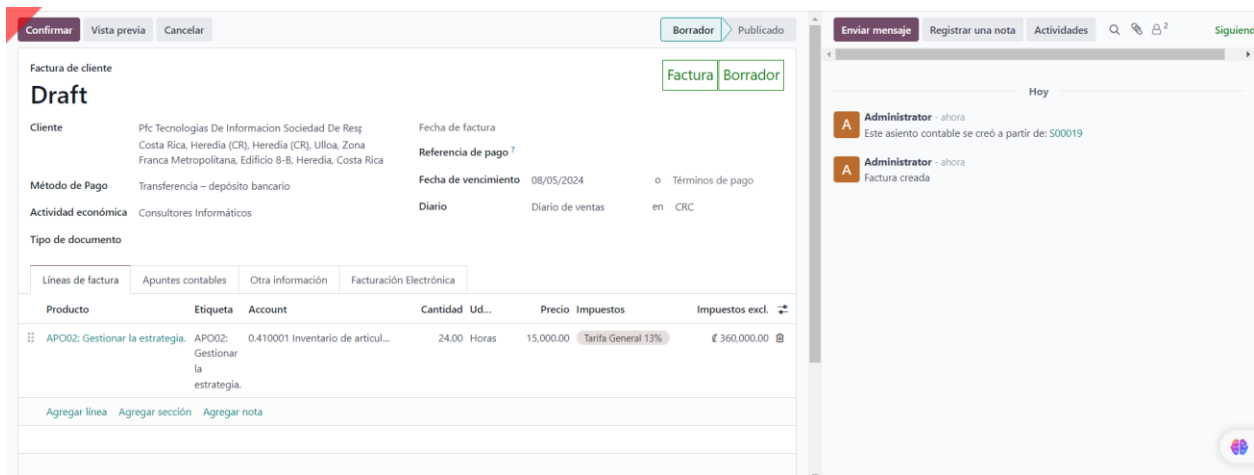 Confirmar Vista previa Cancelar Borrador Publicado
Enviar mensaje Registrar una nota Actividades 2 Siguiend
Factura de cliente
Draft
Factura Borrador
Cliente Pfc Tecnologias De Informacion Sociedad De Resp
Costa Rica, Heredia (CR), Heredia (CR), Ulloa, Zona
Franca Metropolitana, Edificio 8-B, Heredia, Costa Rica
Método de Pago Transferencia – depósito bancario
Actividad económica Consultores Informáticos
Tipo de documento
Fecha de factura
Referencia de pago ?
Fecha de vencimiento 08/05/2024 o Términos de pago
Diario Diario de ventas en CRC
Líneas de factura Apuntes contables Otra información Facturación Electrónica
Producto Etiqueta Account Cantidad Ud... Precio Impuestos Impuestos excl.
APO02: Gestionar la estrategia. APO02: 0.410001 Inventario de articul... 24.00 Horas 15,000.00 Tarifa General 13% ₡ 360,000.00
Gestionar
la
estrategia.
Agregar línea Agregar sección Agregar nota
Hoy
A Administrator - ahora
Este asiento contable se creó a partir de: S00019
A Administrator - ahora
Factura creada